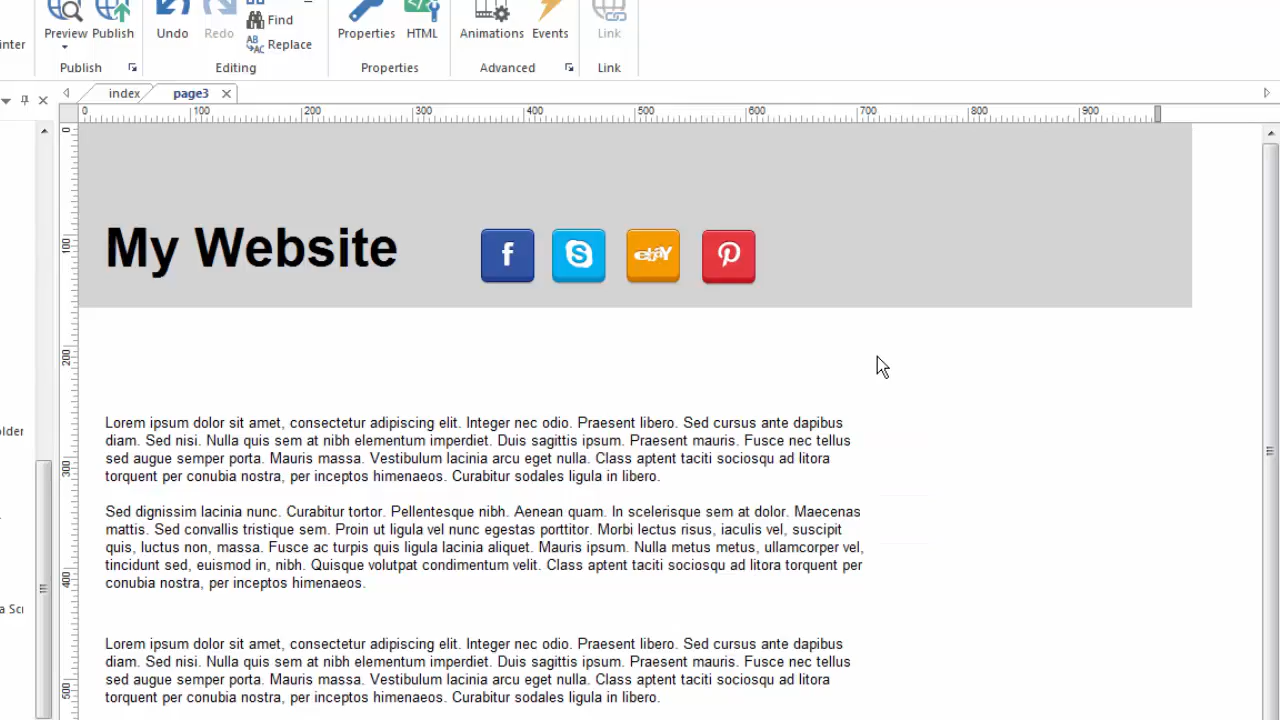 Find
Preview Publish Undo Redo AB AC Replace Properties HTML Animations Events Link
inter
Publish Editing Properties Advanced Link
index page3
0 100 200 300 400 500 600 700 800 900
0
My Website f S ebay
100
200
Lorem ipsum dolor sit amet, consectetur adipiscing elit. Integer nec odio. Praesent libero. Sed cursus ante dapibus
older
diam. Sed nisi. Nulla quis sem at nibh elementum imperdiet. Duis sagittis ipsum. Praesent mauris. Fusce nec tellus
sed augue semper porta. Mauris massa. Vestibulum lacinia arcu eget nulla. Class aptent taciti sociosqu ad litora
300
torquent per conubia nostra, per inceptos himenaeos. Curabitur sodales ligula in libero.
Sed dignissim lacinia nunc. Curabitur tortor. Pellentesque nibh. Aenean quam. In scelerisque sem at dolor. Maecenas
mattis. Sed convallis tristique sem. Proin ut ligula vel nunc egestas porttitor. Morbi lectus risus, iaculis vel, suscipit
quis, luctus non, massa. Fusce ac turpis quis ligula lacinia aliquet. Mauris ipsum. Nulla metus metus, ullamcorper vel,
tincidunt sed, euismod in, nibh. Quisque volutpat condimentum velit. Class aptent taciti sociosqu ad litora torquent per
400
conubia nostra, per inceptos himenaeos.
a Scr
Lorem ipsum dolor sit amet, consectetur adipiscing elit. Integer nec odio. Praesent libero. Sed cursus ante dapibus
diam. Sed nisi. Nulla quis sem at nibh elementum imperdiet. Duis sagittis ipsum. Praesent mauris. Fusce nec tellus
sed augue semper porta. Mauris massa. Vestibulum lacinia arcu eget nulla. Class aptent taciti sociosqu ad litora
500
torquent per conubia nostra, per inceptos himenaeos. Curabitur sodales ligula in libero.